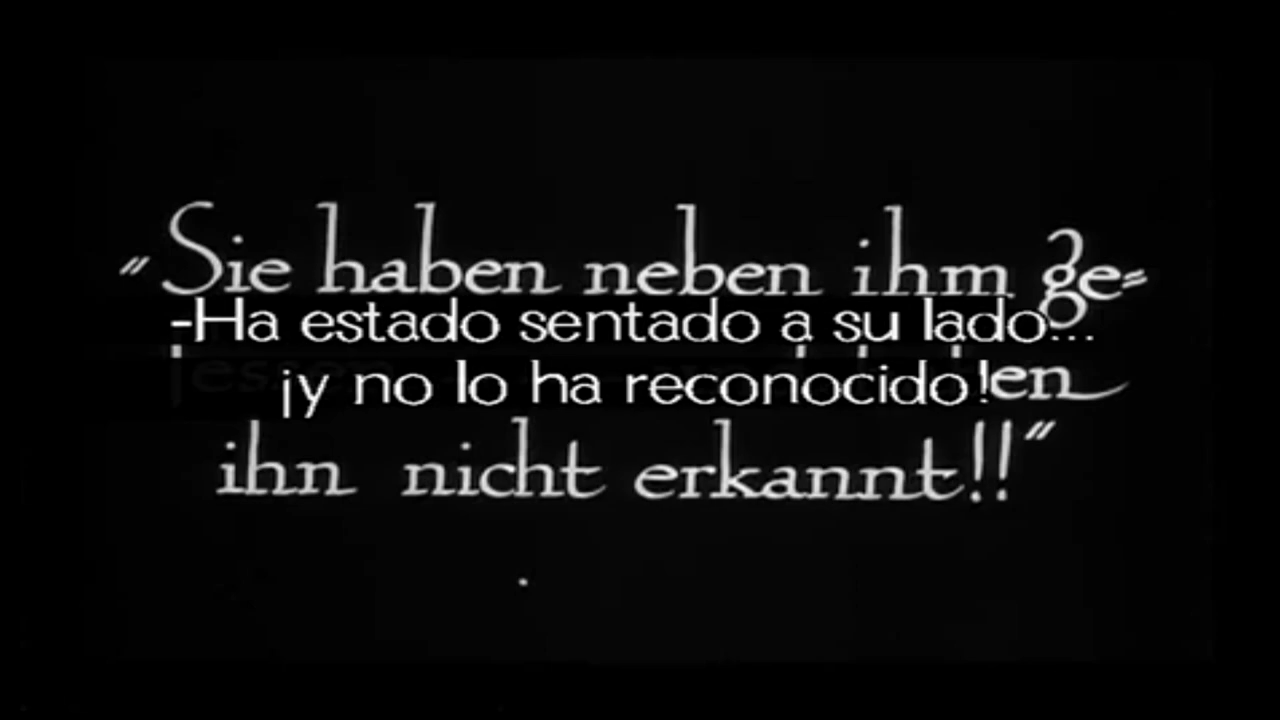 "Sie haben neben ihm ge=
-Ha estado sentado a su lado...
¡y no lo ha reconocido!
ihn nicht erkannt!!"